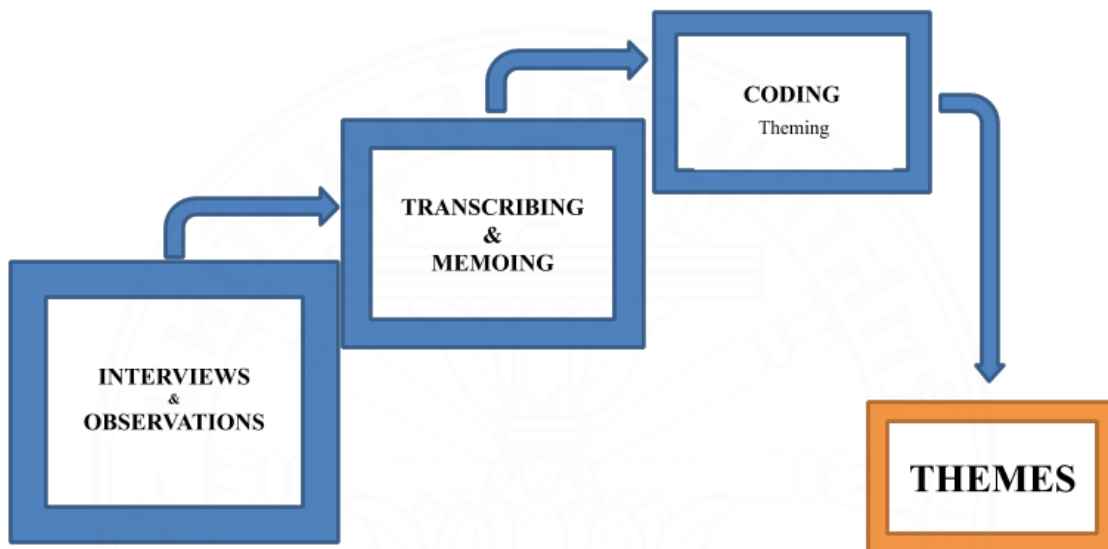 INTERVIEWS
&
OBSERVATIONS
TRANSCRIBING
&
MEMOING
CODING
Theming
THEMES